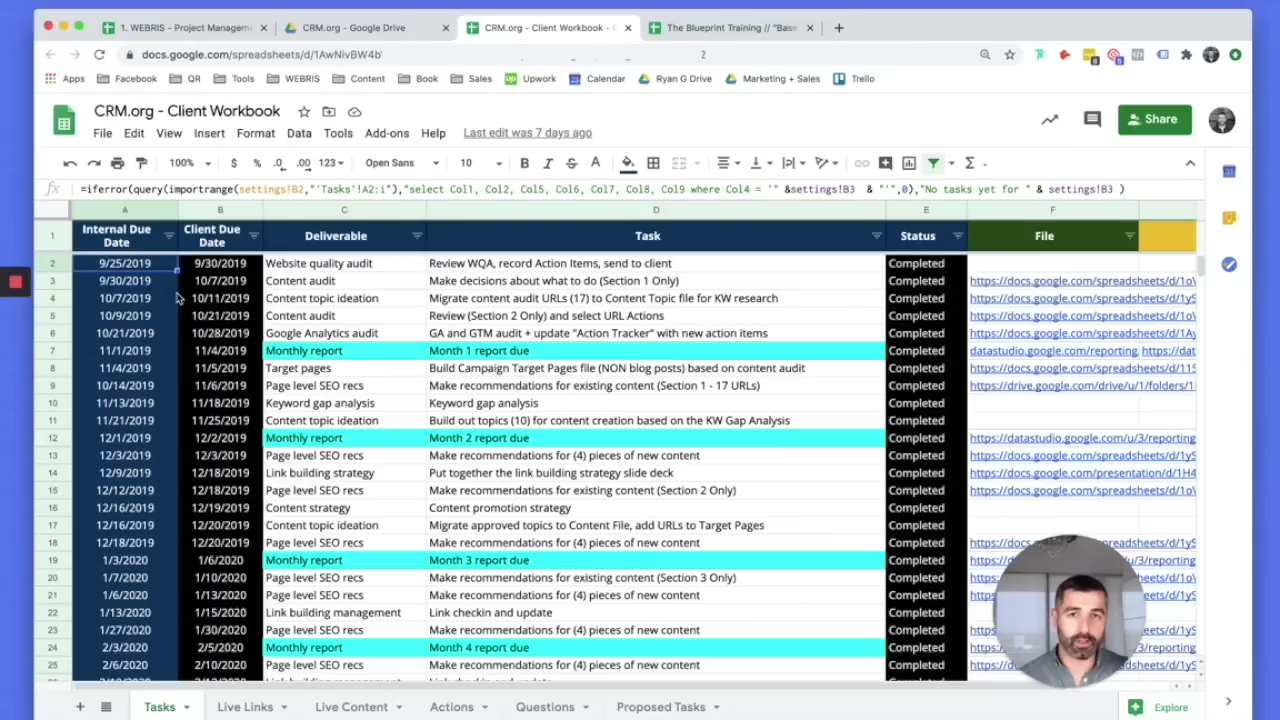 1. WEBRIS - Project Managem
CRM.org - Google Drive
CRM.org - Client Workbook -
The Blueprint Training // "Base
docs.google.com/spreadsheets/d/1AwNivBW4b
Apps Facebook QR Tools WEBRIS Content Book Sales Up Upwork Calendar Ryan G Drive Marketing + Sales Trello
CRM.org - Client Workbook
File Edit View Insert Format Data Tools Add-ons Help Last edit was 7 days ago
Share
100% $ % .0 .00 123 Open Sans 10 B I S A Σ
fx =iferror(query(importrange(settings!B2,"'Tasks'!A2:i"),"select Col1, Col2, Col5, Col6, Col7, Col8, Col9 where Col4 = '" &settings!B3 & "'",0),"No tasks yet for " & settings!B3 )
A B C D E F
1 Internal Due Date Client Due Date Deliverable Task Status File
2 9/25/2019 9/30/2019 Website quality audit Review WQA, record Action Items, send to client Completed
3 9/30/2019 10/7/2019 Content audit Make decisions about what to do (Section 1 Only) Completed https://docs.google.com/spreadsheets/d/1o
4 10/7/2019 10/11/2019 Content topic ideation Migrate content audit URLs (17) to Content Topic file for KW research Completed https://docs.google.com/spreadsheets/d/1yS
5 10/9/2019 10/21/2019 Content audit Review (Section 2 Only) and select URL Actions Completed https://docs.google.com/spreadsheets/d/1o
6 10/21/2019 10/28/2019 Google Analytics audit GA and GTM audit + update "Action Tracker" with new action items Completed https://docs.google.com/spreadsheets/d/1Ay
7 11/1/2019 11/4/2019 Monthly report Month 1 report due Completed datastudio.google.com/reporting, https://dat
8 11/4/2019 11/5/2019 Target pages Build Campaign Target Pages file (NON blog posts) based on content audit Completed https://docs.google.com/spreadsheets/d/115
9 10/14/2019 11/6/2019 Page level SEO recs Make recommendations for existing content (Section 1 - 17 URLs) Completed https://drive.google.com/drive/u/1/folders/1
10 11/13/2019 11/18/2019 Keyword gap analysis Keyword gap analysis Completed
11 11/21/2019 11/25/2019 Content topic ideation Build out topics (10) for content creation based on the KW Gap Analysis Completed
12 12/1/2019 12/2/2019 Monthly report Month 2 report due Completed https://datastudio.google.com/u/3/reporting
13 12/3/2019 12/3/2019 Page level SEO recs Make recommendations for (4) pieces of new content Completed https://docs.google.com/spreadsheets/d/1yS
14 12/9/2019 12/18/2019 Link building strategy Put together the link building strategy slide deck Completed https://docs.google.com/presentation/d/1H4
15 12/12/2019 12/18/2019 Page level SEO recs Make recommendations for existing content (Section 2 Only) Completed https://docs.google.com/spreadsheets/d/1o
16 12/16/2019 12/19/2019 Content strategy Content promotion strategy Completed
17 12/16/2019 12/20/2019 Content topic ideation Migrate approved topics to Content File, add URLs to Target Pages Completed
18 12/18/2019 12/20/2019 Page level SEO recs Make recommendations for (4) pieces of new content Completed https://docs.google.com/spreadsheets/d/1yS
19 1/3/2020 1/6/2020 Monthly report Month 3 report due Completed
20 1/7/2020 1/10/2020 Page level SEO recs Make recommendations for existing content (Section 3 Only) Completed
21 1/6/2020 1/13/2020 Page level SEO recs Make recommendations for (4) pieces of new content Completed
22 1/13/2020 1/15/2020 Link building management Link checkin and update Completed
23 1/27/2020 1/30/2020 Page level SEO recs Make recommendations for (4) pieces of new content Completed
24 2/3/2020 2/5/2020 Monthly report Month 4 report due Completed
25 2/6/2020 2/10/2020 Page level SEO recs Make recommendations for (4) pieces of new content Completed
Tasks Live Links Live Content Actions Questions Proposed Tasks Explore